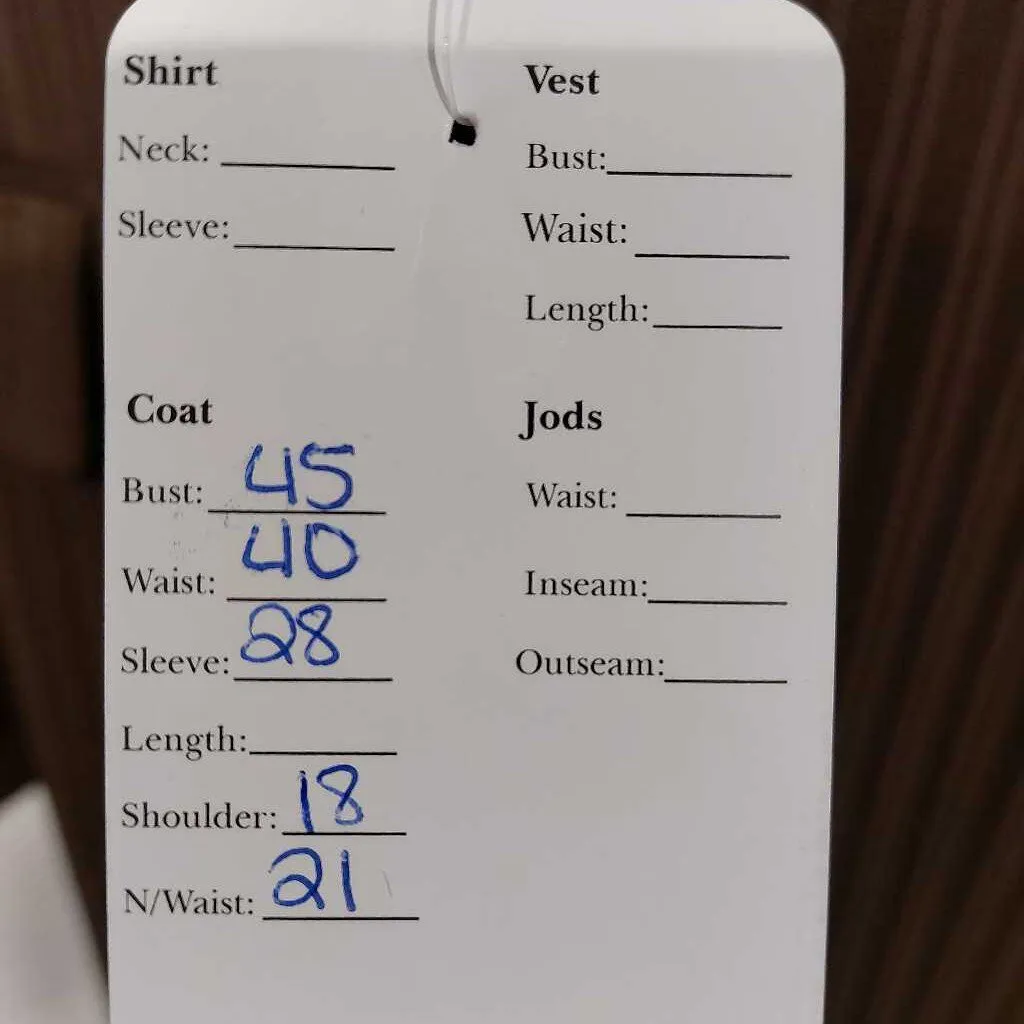 Shirt
Neck:
Sleeve:
Vest
Bust:
Waist:
Length:
Coat
Bust: 45
Waist: 40
Sleeve: 28
Length:
Shoulder: 18
N/Waist: 21
Jods
Waist:
Inseam:
Outseam: